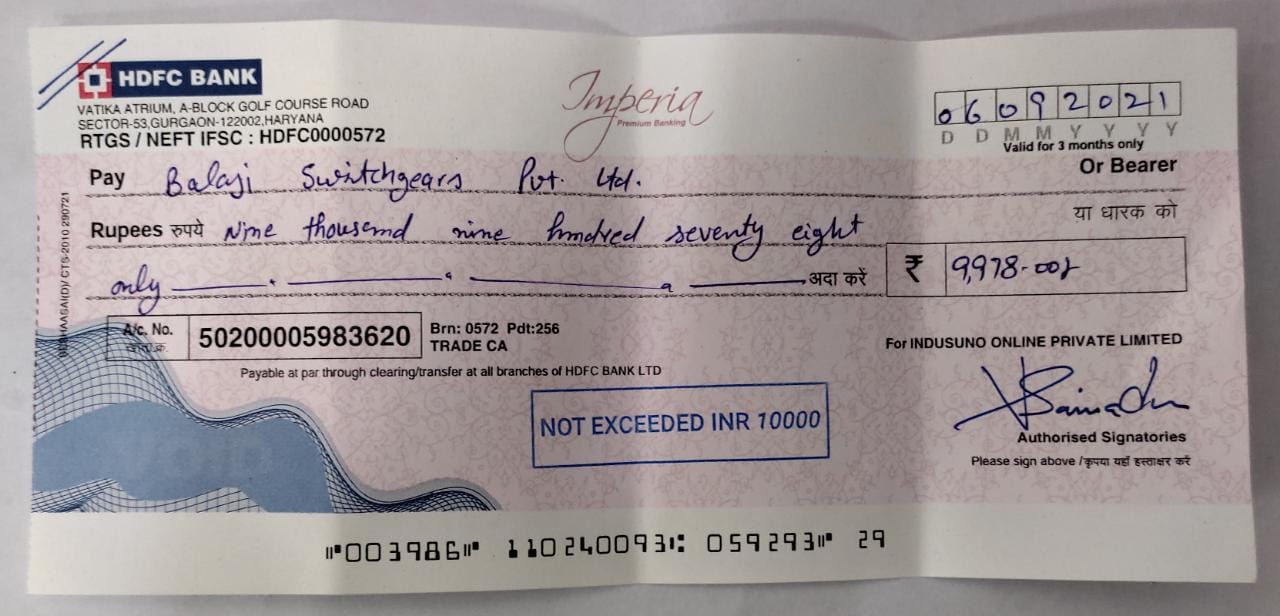 HDFC BANK
VATIKA ATRIUM, A-BLOCK GOLF COURSE ROAD
SECTOR-53,GURGAON-122002,HARYANA
RTGS / NEFT IFSC : HDFC0000572
Imperia
Premium Banking
06092021
D D M M Y Y Y Y
Valid for 3 months only
Pay Balaji Switchgears Pvt. Ltd.
Or Bearer
या धारक को
Rupees रुपये Nine thousand nine hundred seventy eight
only अदा करें
₹ 9,978-00/-
A/c. No. 50200005983620
Brn: 0572 Pdt:256
TRADE CA
Payable at par through clearing/transfer at all branches of HDFC BANK LTD
For INDUSUNO ONLINE PRIVATE LIMITED
NOT EXCEEDED INR 10000
Authorised Signatories
Please sign above /कृपया यहाँ हस्ताक्षर करें
VOID
⑈003986⑈ 110240093⑆ 059293⑈ 29